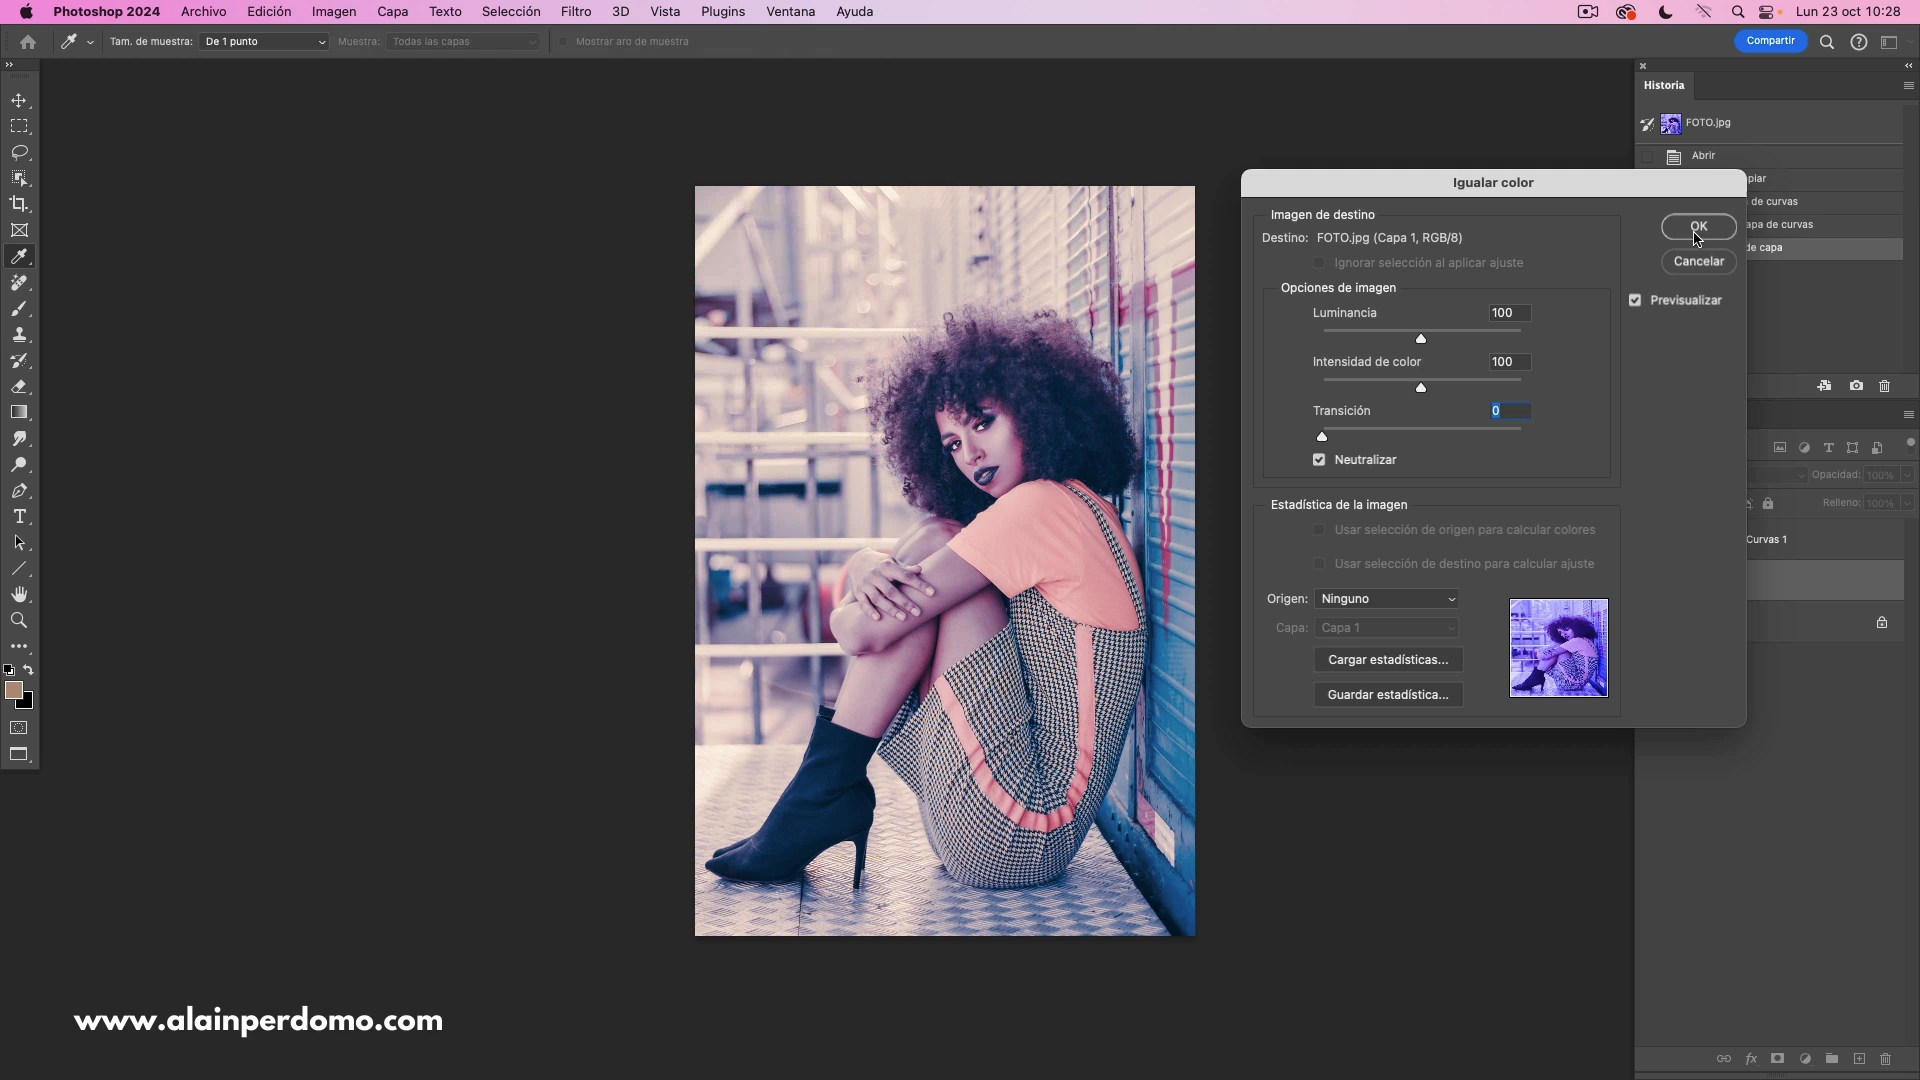 Photoshop 2024 Archivo Edición Imagen Capa Texto Selección Filtro 3D Vista Plugins Ventana Ayuda Lun 23 oct 10:28
Tam. de muestra: De 1 punto Muestra: Todas las capas Mostrar aro de muestra Compartir
Historia
FOTO.jpg
Abrir
piar
de curvas
apa de curvas
de capa
Igualar color
Imagen de destino
Destino: FOTO.jpg (Capa 1, RGB/8)
Ignorar selección al aplicar ajuste
OK
Cancelar
Previsualizar
Opciones de imagen
Luminancia 100
Intensidad de color 100
Transición 0
Neutralizar
Estadística de la imagen
Usar selección de origen para calcular colores
Usar selección de destino para calcular ajuste
Origen: Ninguno
Capa: Capa 1
Cargar estadísticas...
Guardar estadística...
Opacidad: 100%
Relleno: 100%
Curvas 1
www.alainperdomo.com